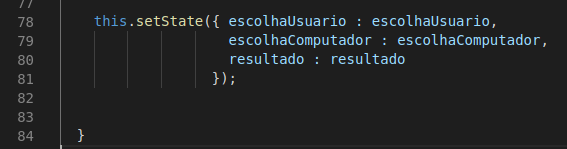 77
78 this.setState({ escolhaUsuario : escolhaUsuario,
79 escolhaComputador : escolhaComputador,
80 resultado : resultado
81 });
82
83
84 }